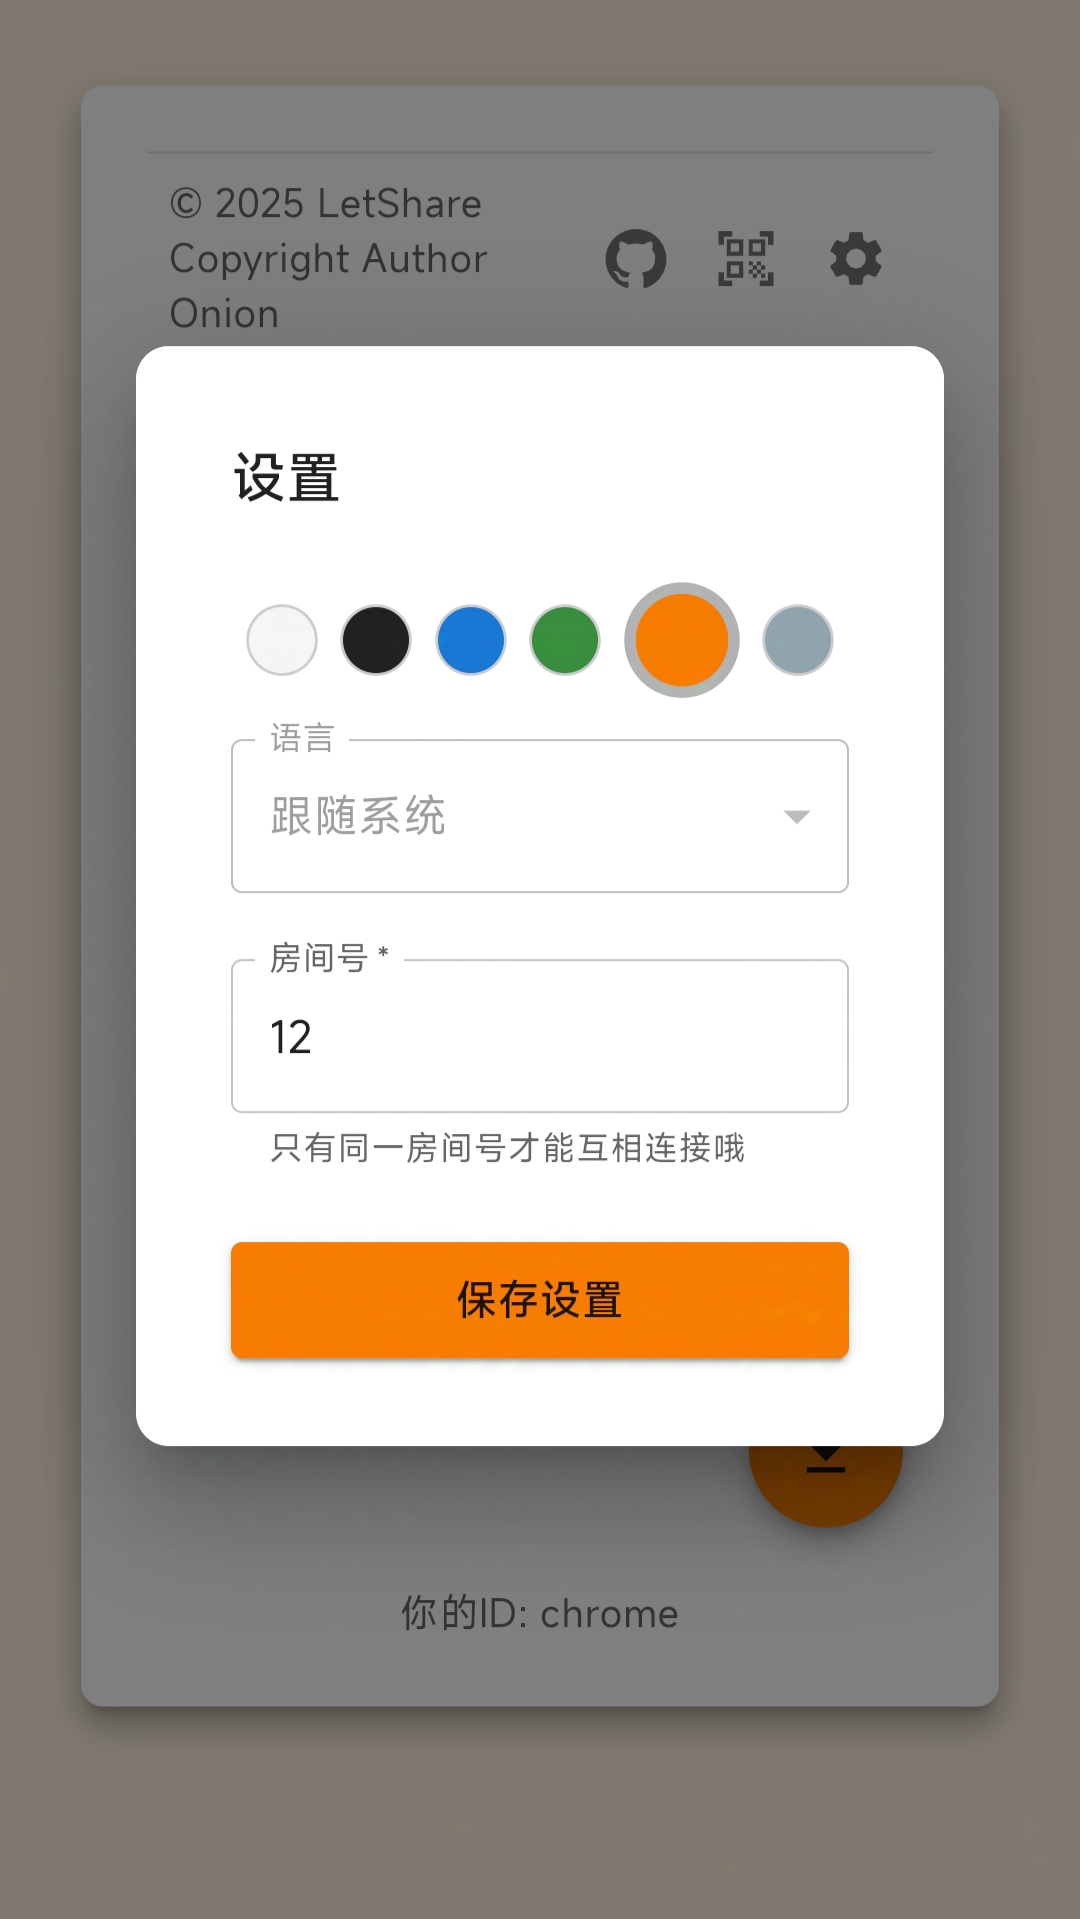 © 2025 LetShare
Copyright Author
Onion
设置
语言
跟随系统
房间号 *
12
只有同一房间号才能互相连接哦
保存设置
你的ID: chrome